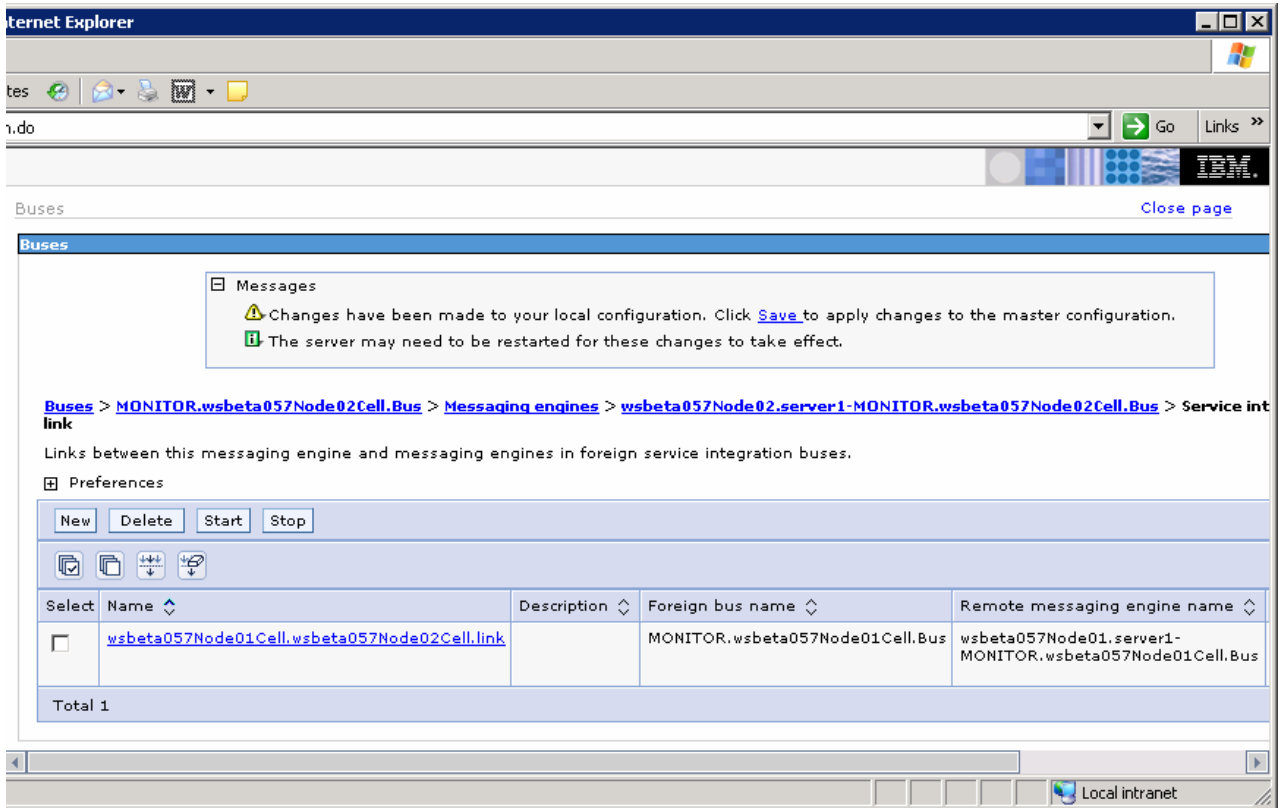 ternet Explorer
tes
n.do
Go Links »
IBM.
Buses Close page
Buses
Messages
Changes have been made to your local configuration. Click Save to apply changes to the master configuration.
The server may need to be restarted for these changes to take effect.
Buses > MONITOR.wsbeta057Node02Cell.Bus > Messaging engines > wsbeta057Node02.server1-MONITOR.wsbeta057Node02Cell.Bus > Service int
link
Links between this messaging engine and messaging engines in foreign service integration buses.
Preferences
New Delete Start Stop
Select Name Description Foreign bus name Remote messaging engine name
wsbeta057Node01Cell.wsbeta057Node02Cell.link MONITOR.wsbeta057Node01Cell.Bus wsbeta057Node01.server1-
MONITOR.wsbeta057Node01Cell.Bus
Total 1
Local intranet